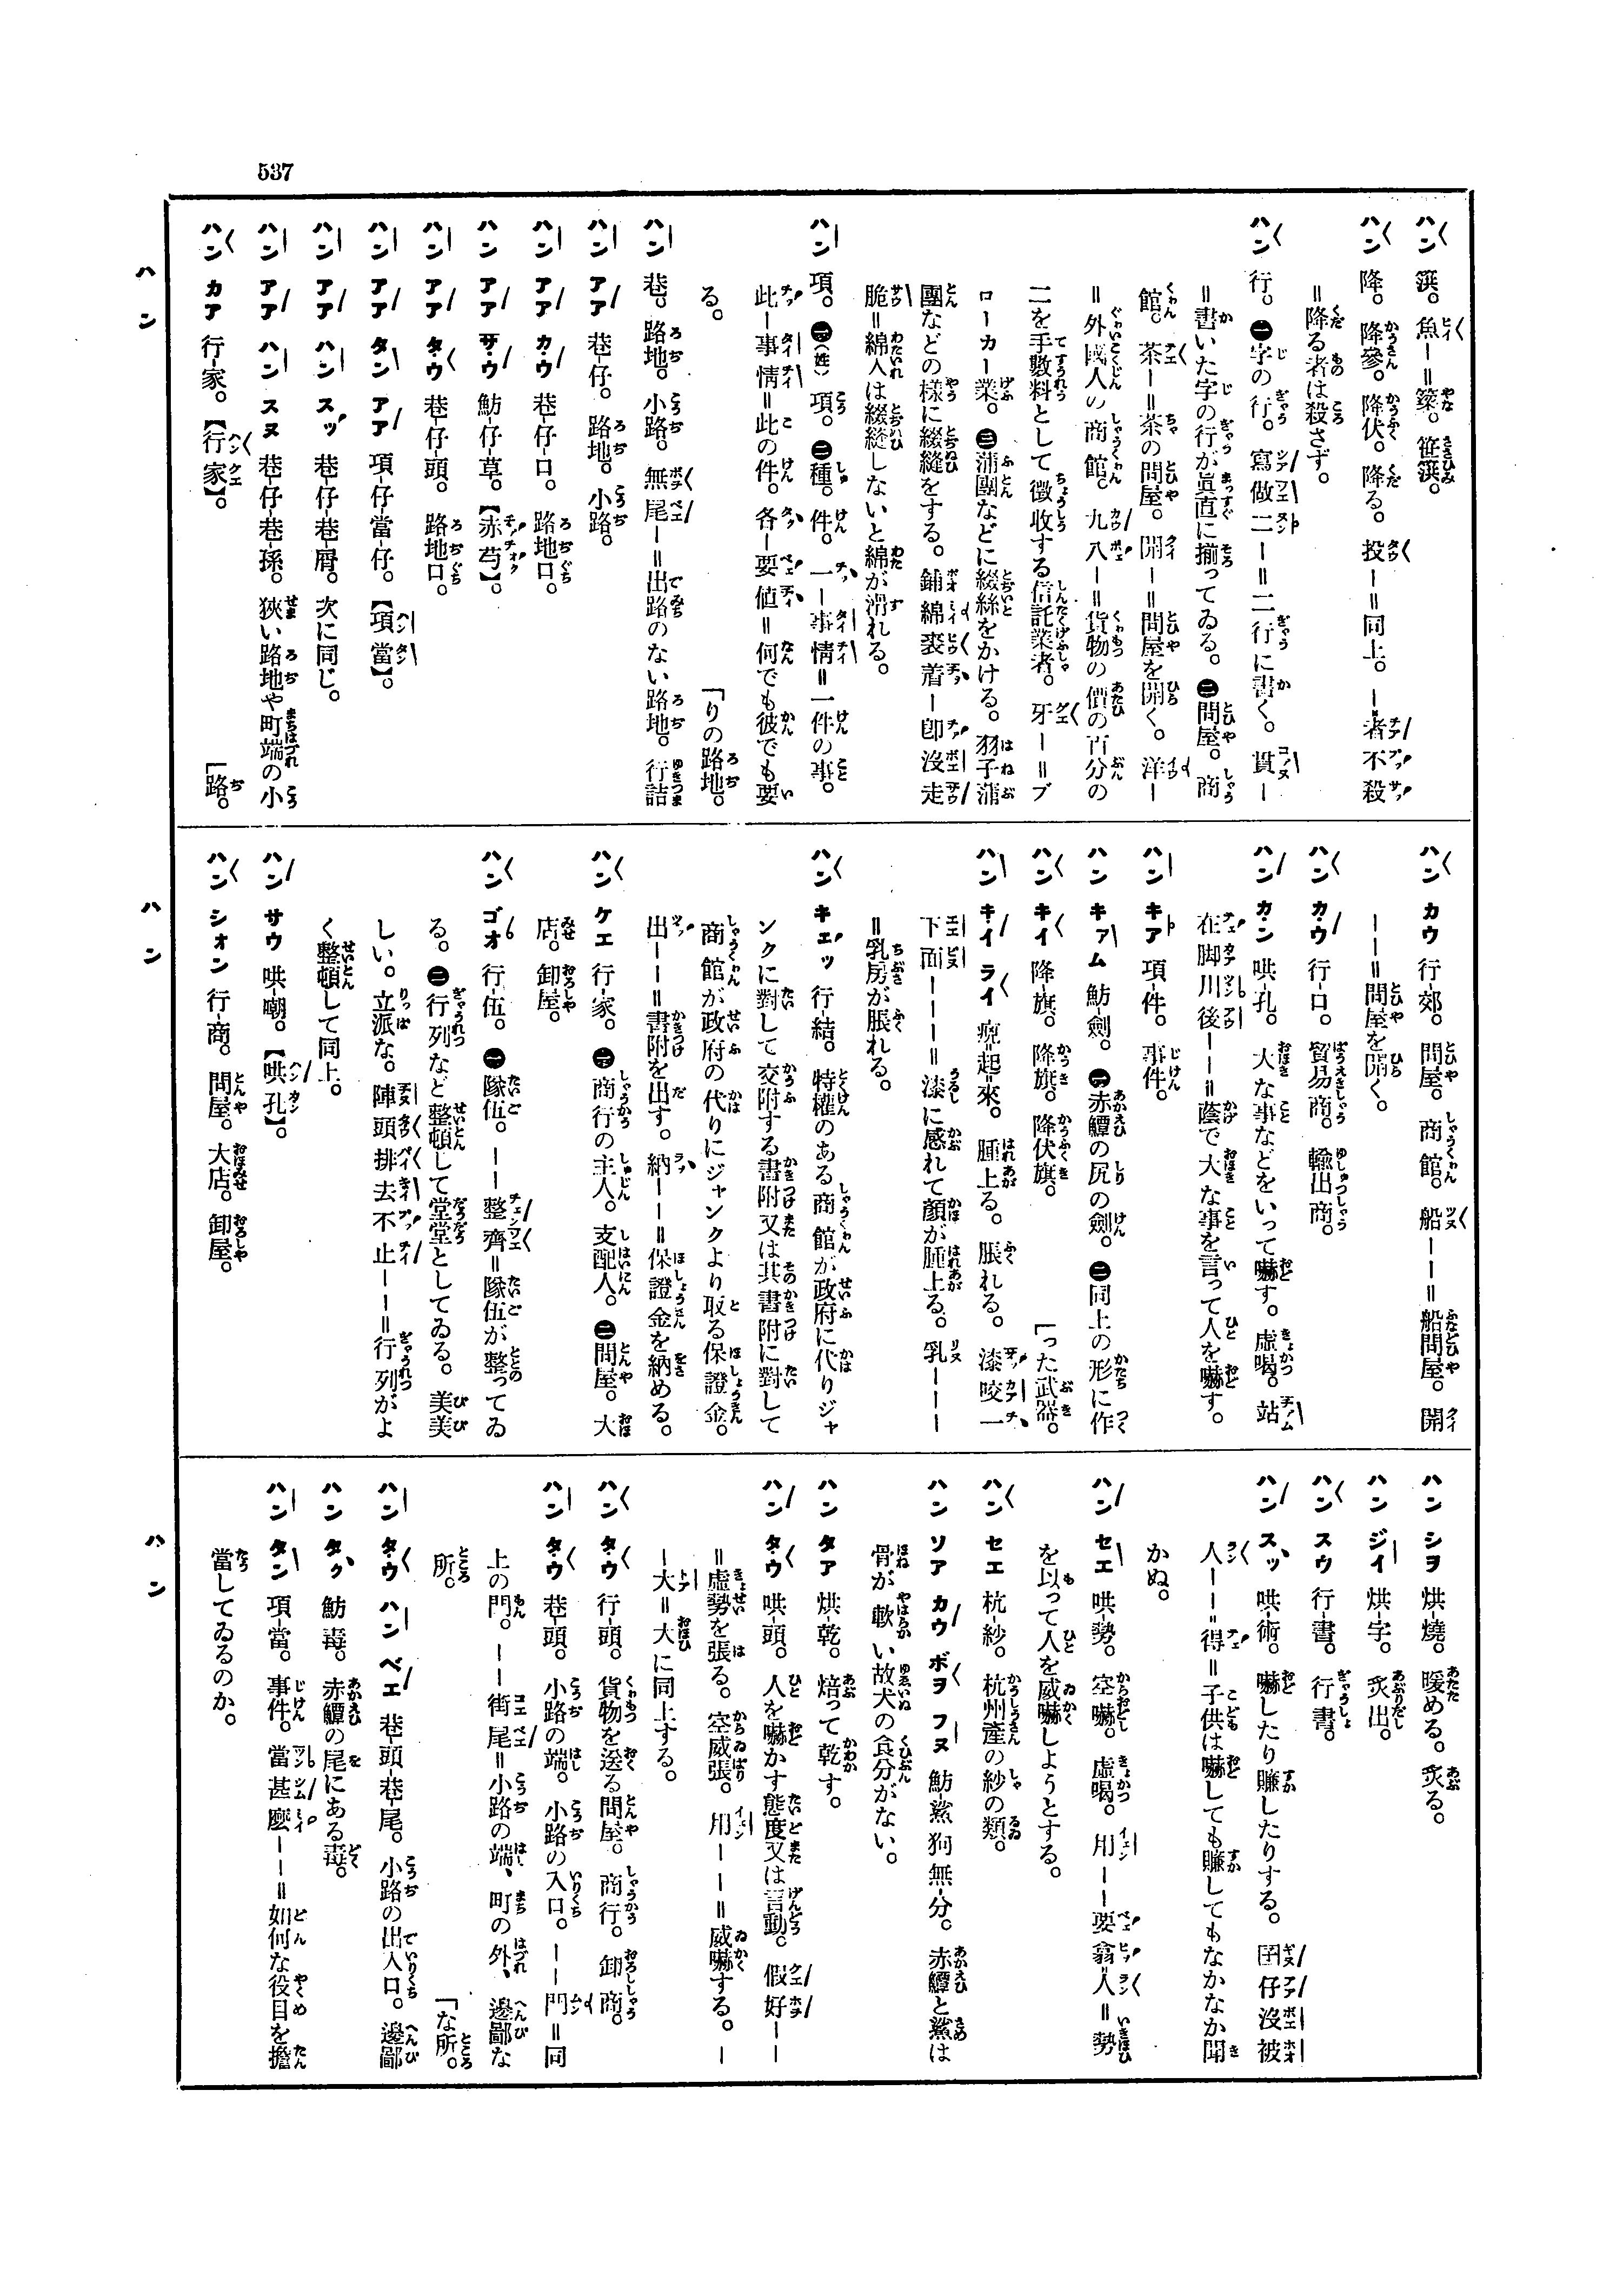 537
ハン 䈵。魚ー＝簗。笹䈵。
ハン 降。降參。降伏。降る。投ー＝同上。ー者不殺
＝降る者は殺さず。
ハン 行。㊀字の行。寫做二ー＝二行に書く。貫ー
＝書いた字の行が眞直に揃ってゐる。㊁問屋。商
館。茶ー＝茶の問屋。開ー＝問屋を開く。洋ー
＝外國人の商館。九八ー＝貨物の價の百分の
二を手數料として徴收する信託業者。牙ー＝ブ
ローカー業。㊂蒲團などに綴絲をかける。羽子蒲
團などの樣に綴縫をする。鋪綿裘着ー卽沒走
脆＝綿入は綴縫しないと綿が滑れる。
ハン 項。㊀（姓）項。㊁種。件。一ー事情＝一件の事。
此ー事情＝此の件。各ー要値＝何でも彼でも要
る。
「りの路地。
ハン 巷。路地。小路。無尾ー＝出路のない路地。行詰
ハン アア 巷仔。路地。小路。
ハン アア カウ 巷-仔-口。路地口。
ハン アア サウ 魴-仔-草。【赤芎】。
ハン アア タウ 巷-仔-頭。路地口。
ハン アア タン アア 項-仔-當-仔。【項當】。
ハン アア ハン スッ 巷-仔-巷-屑。次に同じ。
ハン アア ハン スヌ 巷-仔-巷-孫。狹い路地や町端の小
「路。
ハン カア 行-家。【行家】。
ハン カウ 行-郊。問屋。商館。船ーー＝船問屋。開
ーー＝問屋を開く。
ハン カウ 行-口。貿易商。輸出商。
ハン カン 哄-孔。大な事などをいって嚇す。虛喝。站
在脚川後ーー＝蔭で大な事を言って人を嚇す。
ハン キア 項-件。事件。
ハン キァム 魴-劍。㊀赤鱏の尻の劍。㊁同上の形に作
「った武器。
ハン キイ 降-旗。降旗。降伏旗。
ハン キイ ライ 起-來。腫上る。脹れる。漆咬一
下面ーーー＝漆に感れて顏が腫上る。乳ーーー
＝乳房が脹れる。
ハン キェッ 行-結。特權のある商館が政府に代りジャ
ンクに對して交附する書附又は其書附に對して
商館が政府の代りにジャンクより取る保證金。
出ーー＝書附を出す。納ーー＝保證金を納める。
ハン ケエ 行-家。㊀商行の主人。支配人。㊁問屋。大
店。卸屋。
ハン ゴオ 行-伍。㊀隊伍。ーー整齊＝隊伍が整ってゐ
る。㊁行列など整頓して堂堂としてゐる。美美
しい。立派な。陣頭排去不止ーー＝行列がよ
く整頓して同上。
ハン サウ 哄-嘲。【哄孔】。
ハン シォン 行-商。問屋。大店。卸屋。
ハン シヲ 烘-燒。暖める。炙る。
ハン ジイ 烘-字。炙出。
ハン スウ 行-書。行書。
ハン スッ 哄-術。嚇したり賺したりする。囝仔沒被
人ーー＝得＝子供は嚇しても賺してもなかなか聞
かぬ。
ハン セエ 哄-勢。空嚇。虛喝。用ーー要翕人＝勢
を以って人を威嚇しようとする。
ハン セエ 杭-紗。杭州產の紗の類。
ハン ソア カウ ボヲ フヌ 魴-鯊狗無-分。赤鱏と鯊は
骨が軟い故犬の食分がない。
ハン タア 烘-乾。焙って乾す。
ハン タウ 哄-頭。人を嚇かす態度又は言動。假好ーー
＝虛勢を張る。空威張。用ーー＝威嚇する。ー
ー大＝大に同上する。
ハン タウ 行-頭。貨物を送る問屋。商行。卸商。
ハン タウ 巷-頭。小路の端。小路の入口。ーー門＝同
上の門。ーー街尾＝小路の端、町の外、邊鄙な
所。
「な所。
ハン タウ ハン ベエ 巷-頭-巷-尾。小路の出入口。邊鄙
ハン タク 魴-毒。赤鱏の尾にある毒。
ハン タン 項-當。事件。當甚麼ーー＝如何な役目を擔
當してゐるのか。
ハン
ハン
ハン